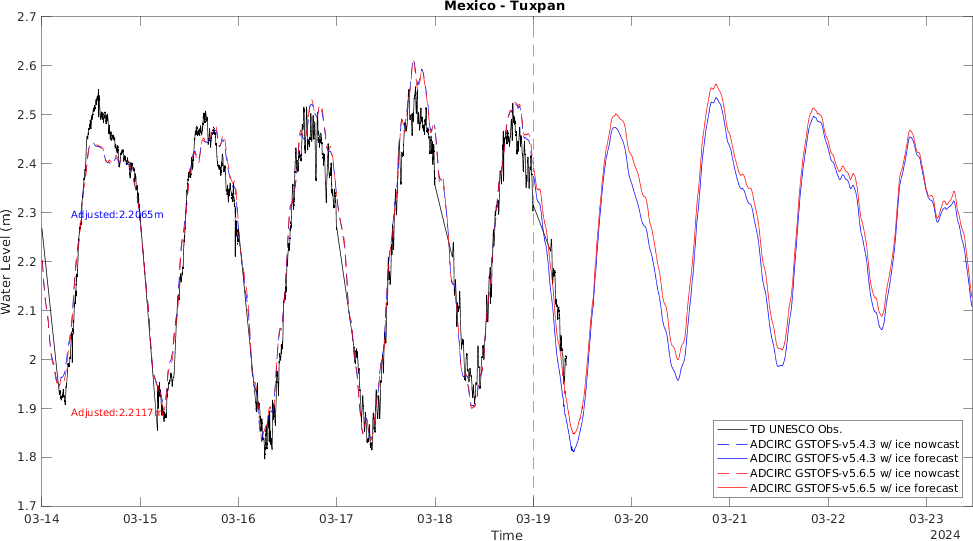 Mexico - Tuxpan
2.7
2.6
2.5
2.4
2.3
2.2
2.1
2
1.9
1.8
1.7
Water Level (m)
Adjusted:2.2065m
Adjusted:2.2117m
TD UNESCO Obs.
ADCIRC GSTOFS-v5.4.3 w/ ice nowcast
ADCIRC GSTOFS-v5.4.3 w/ ice forecast
ADCIRC GSTOFS-v5.6.5 w/ ice nowcast
ADCIRC GSTOFS-v5.6.5 w/ ice forecast
03-14 03-15 03-16 03-17 03-18 03-19 03-20 03-21 03-22 03-23
Time
2024